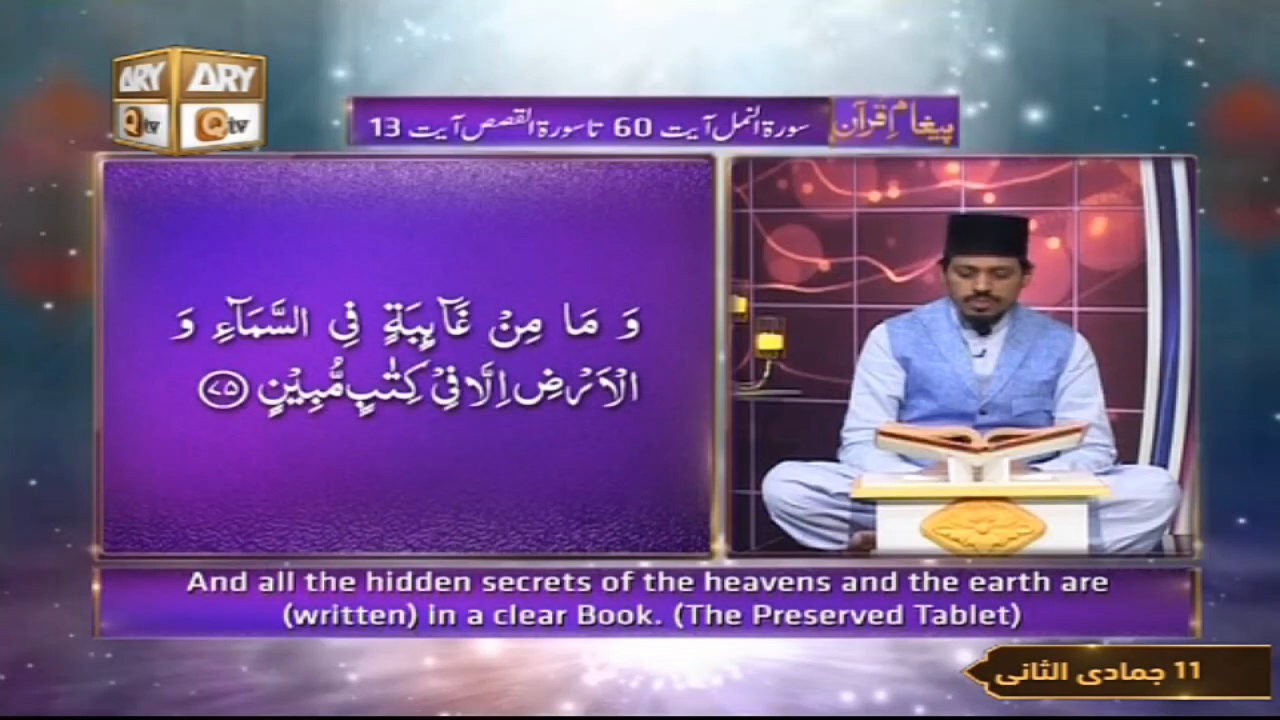 ARY ARY
Qtv Qtv
پیغامِ قرآن
سورۃ النمل آیت 60 تا سورۃ القصص آیت 13
وَ مَا مِنْ غَآىِٕبَةٍ فِی السَّمَآءِ وَ
الْاَرْضِ اِلَّا فِیْ كِتٰبٍ مُّبِیْنٍ ﴿۷۵﴾
And all the hidden secrets of the heavens and the earth are
(written) in a clear Book. (The Preserved Tablet)
11 جمادی الثانی